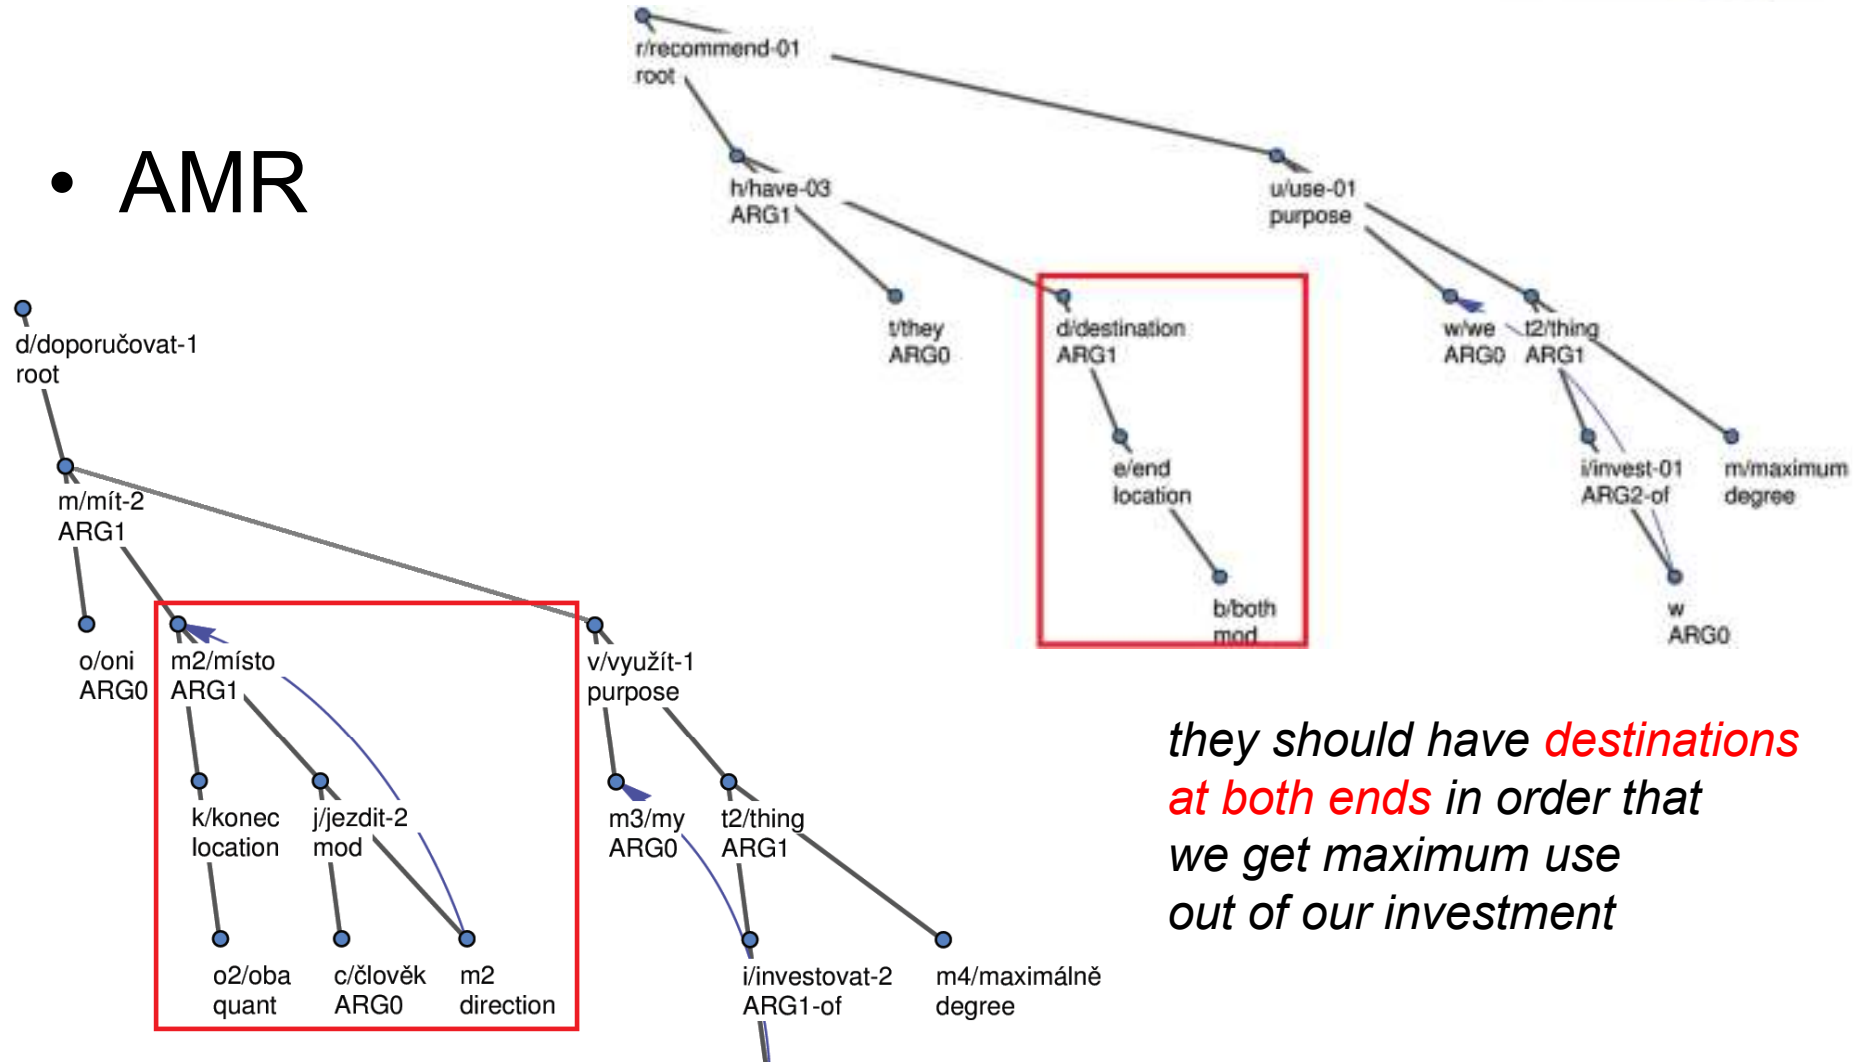 r/recommend-01
root
• AMR
h/have-03
ARG1
u/use-01
purpose
t/they
ARG0
d/destination
ARG1
w/we
ARG0
t2/thing
ARG1
e/end
location
i/invest-01
ARG2-of
m/maximum
degree
b/both
mod
w
ARG0
d/doporučovat-1
root
m/mít-2
ARG1
o/oni
ARG0
m2/místo
ARG1
v/využít-1
purpose
k/konec
location
j/jezdit-2
mod
m3/my
ARG0
t2/thing
ARG1
o2/oba
quant
c/člověk
ARG0
m2
direction
i/investovat-2
ARG1-of
m4/maximálně
degree
they should have destinations
at both ends in order that
we get maximum use
out of our investment